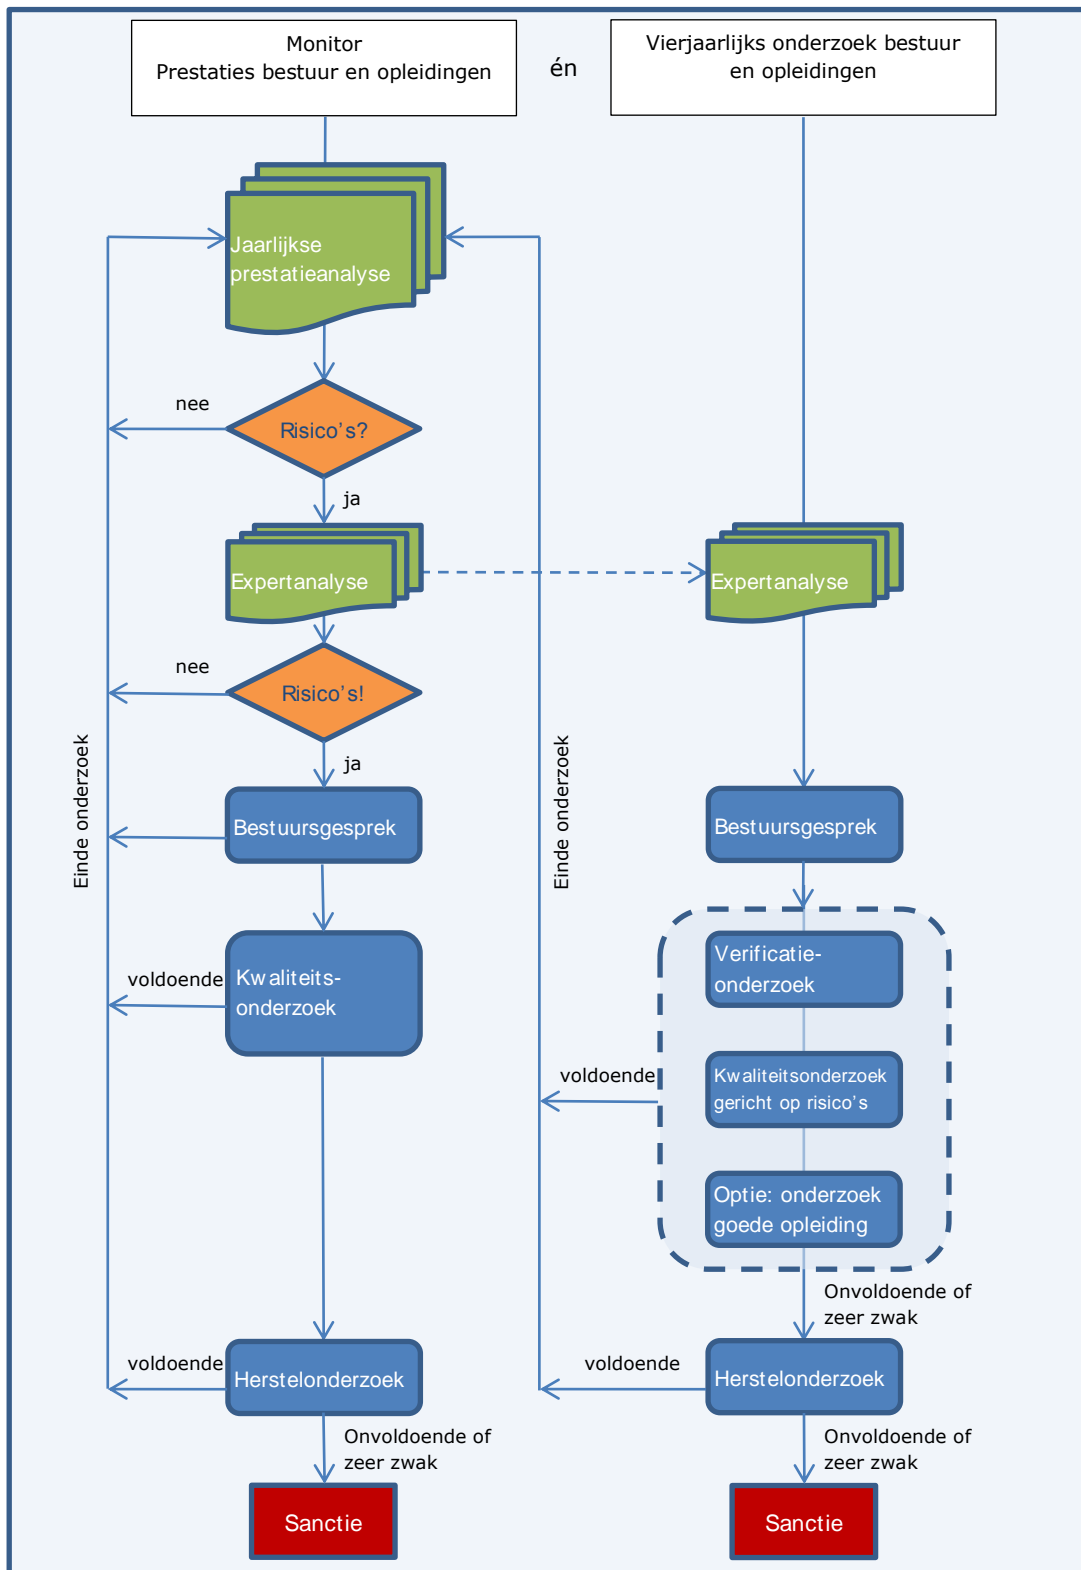 Monitor
Prestaties bestuur en opleidingen
én
Vierjaarlijks onderzoek bestuur
en opleidingen
Jaarlijkse
prestatieanalyse
nee
Risico's?
ja
Expertanalyse
Expertanalyse
nee
Risico's!
ja
Einde onderzoek
Einde onderzoek
Bestuursgesprek
Bestuursgesprek
voldoende
Kwaliteits-
onderzoek
Verificatie-
onderzoek
voldoende
Kwaliteitsonderzoek
gericht op risico's
Optie: onderzoek
goede opleiding
Onvoldoende of
zeer zwak
voldoende
Herstelonderzoek
voldoende
Herstelonderzoek
Onvoldoende of
zeer zwak
Onvoldoende of
zeer zwak
Sanctie
Sanctie